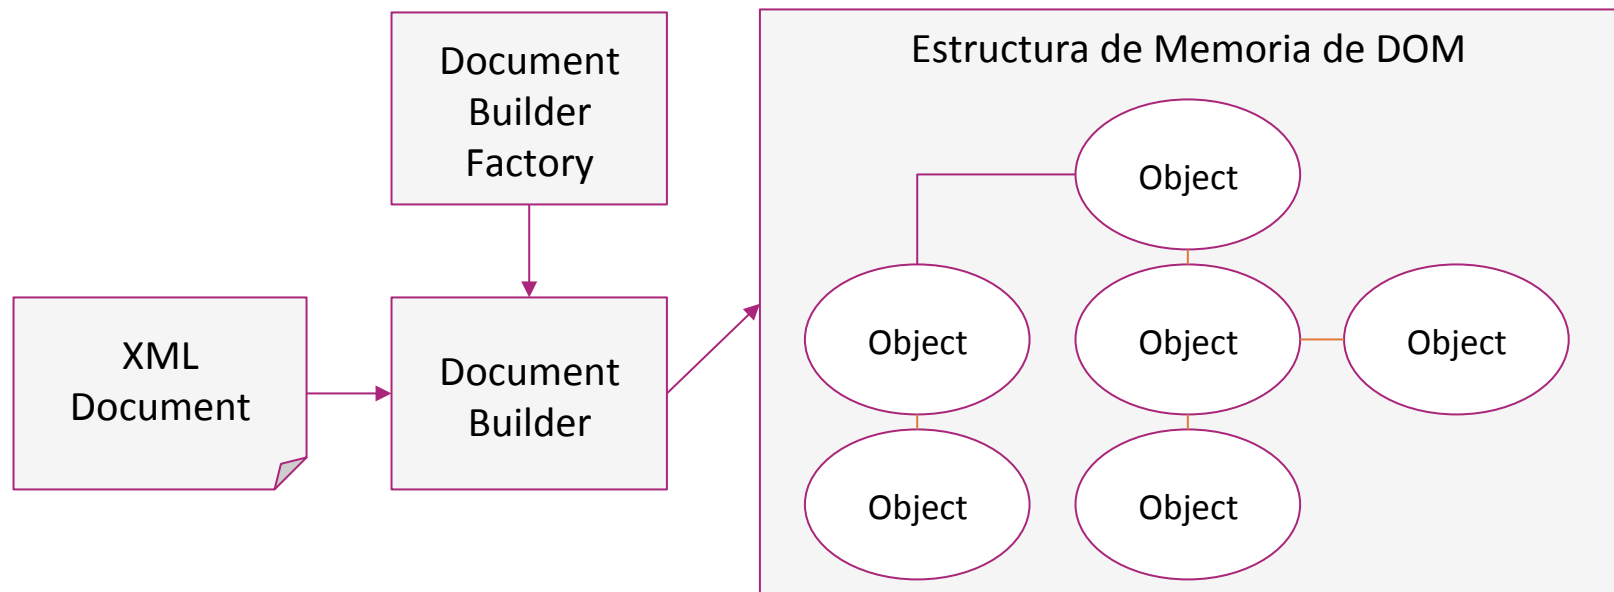 Document
Builder
Factory
XML
Document
Document
Builder
Estructura de Memoria de DOM
Object
Object
Object
Object
Object
Object